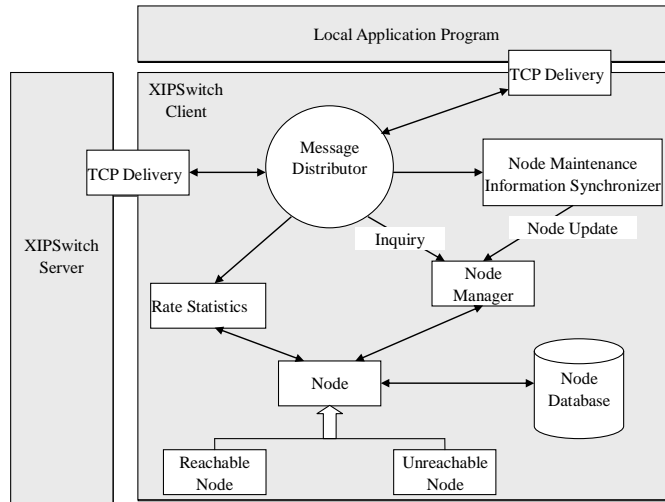 Local Application Program
TCP Delivery
XIPSwitch
Client
Message
Distributor
TCP Delivery
Node Maintenance
Information Synchronizer
XIPSwitch
Server
Inquiry
Node Update
Node
Manager
Rate Statistics
Node
Node
Database
Reachable
Node
Unreachable
Node